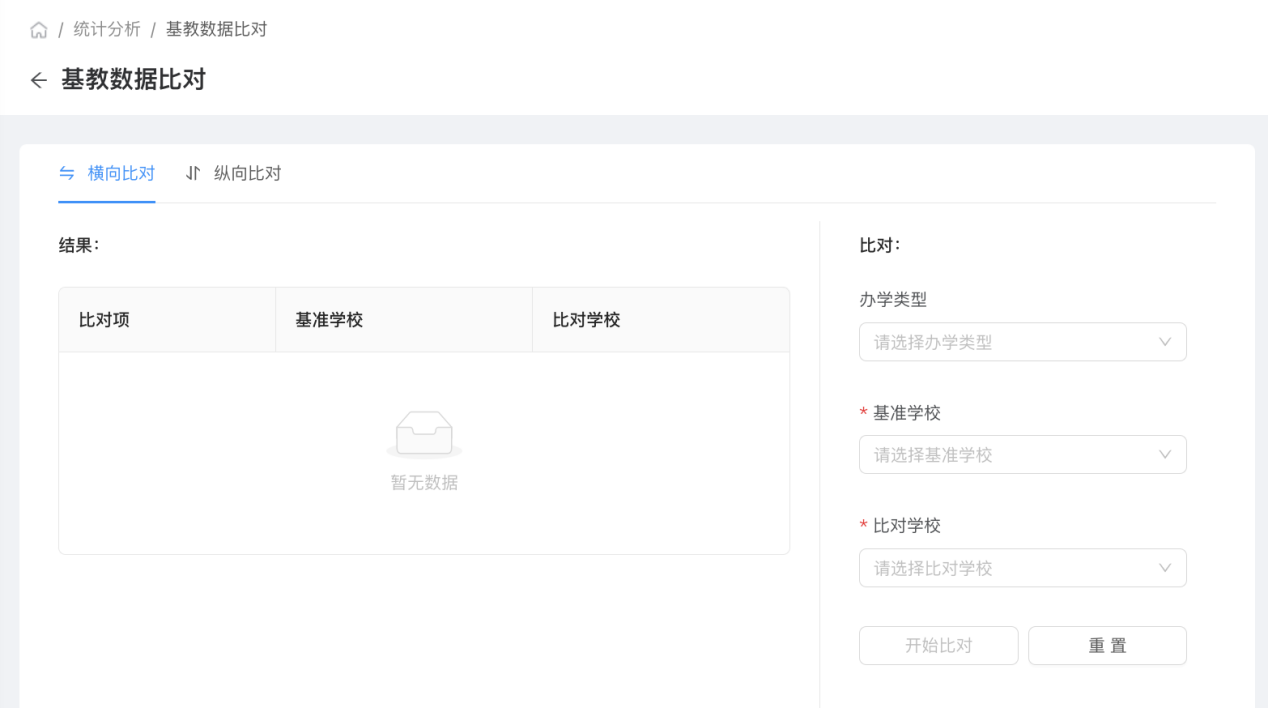 / 统计分析 / 基教数据比对
基教数据比对
横向比对 纵向比对
结果:
比对项 基准学校 比对学校
暂无数据
比对:
办学类型
请选择办学类型
* 基准学校
请选择基准学校
* 比对学校
请选择比对学校
开始比对 重 置